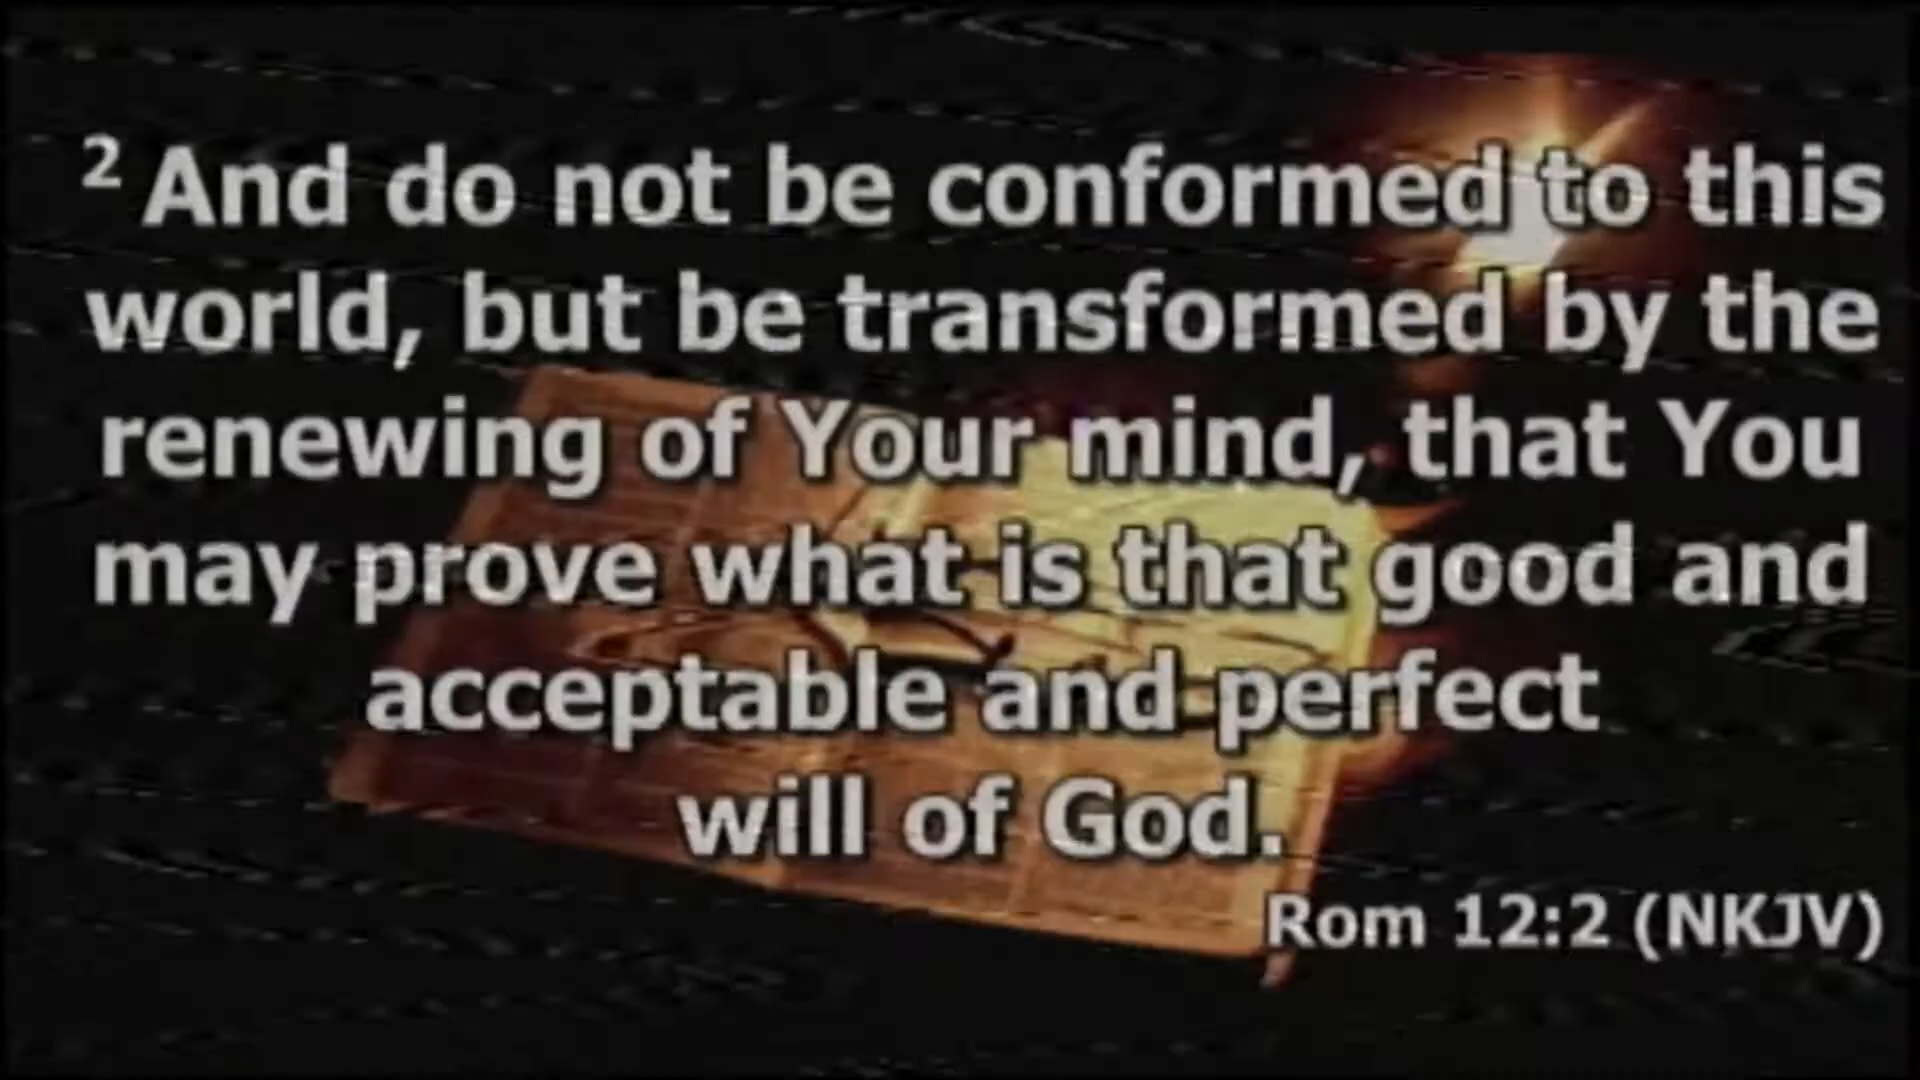 2 And do not be conformed to this
world, but be transformed by the
renewing of Your mind, that You
may prove what is that good and
acceptable and perfect
will of God.
Rom 12:2 (NKJV)